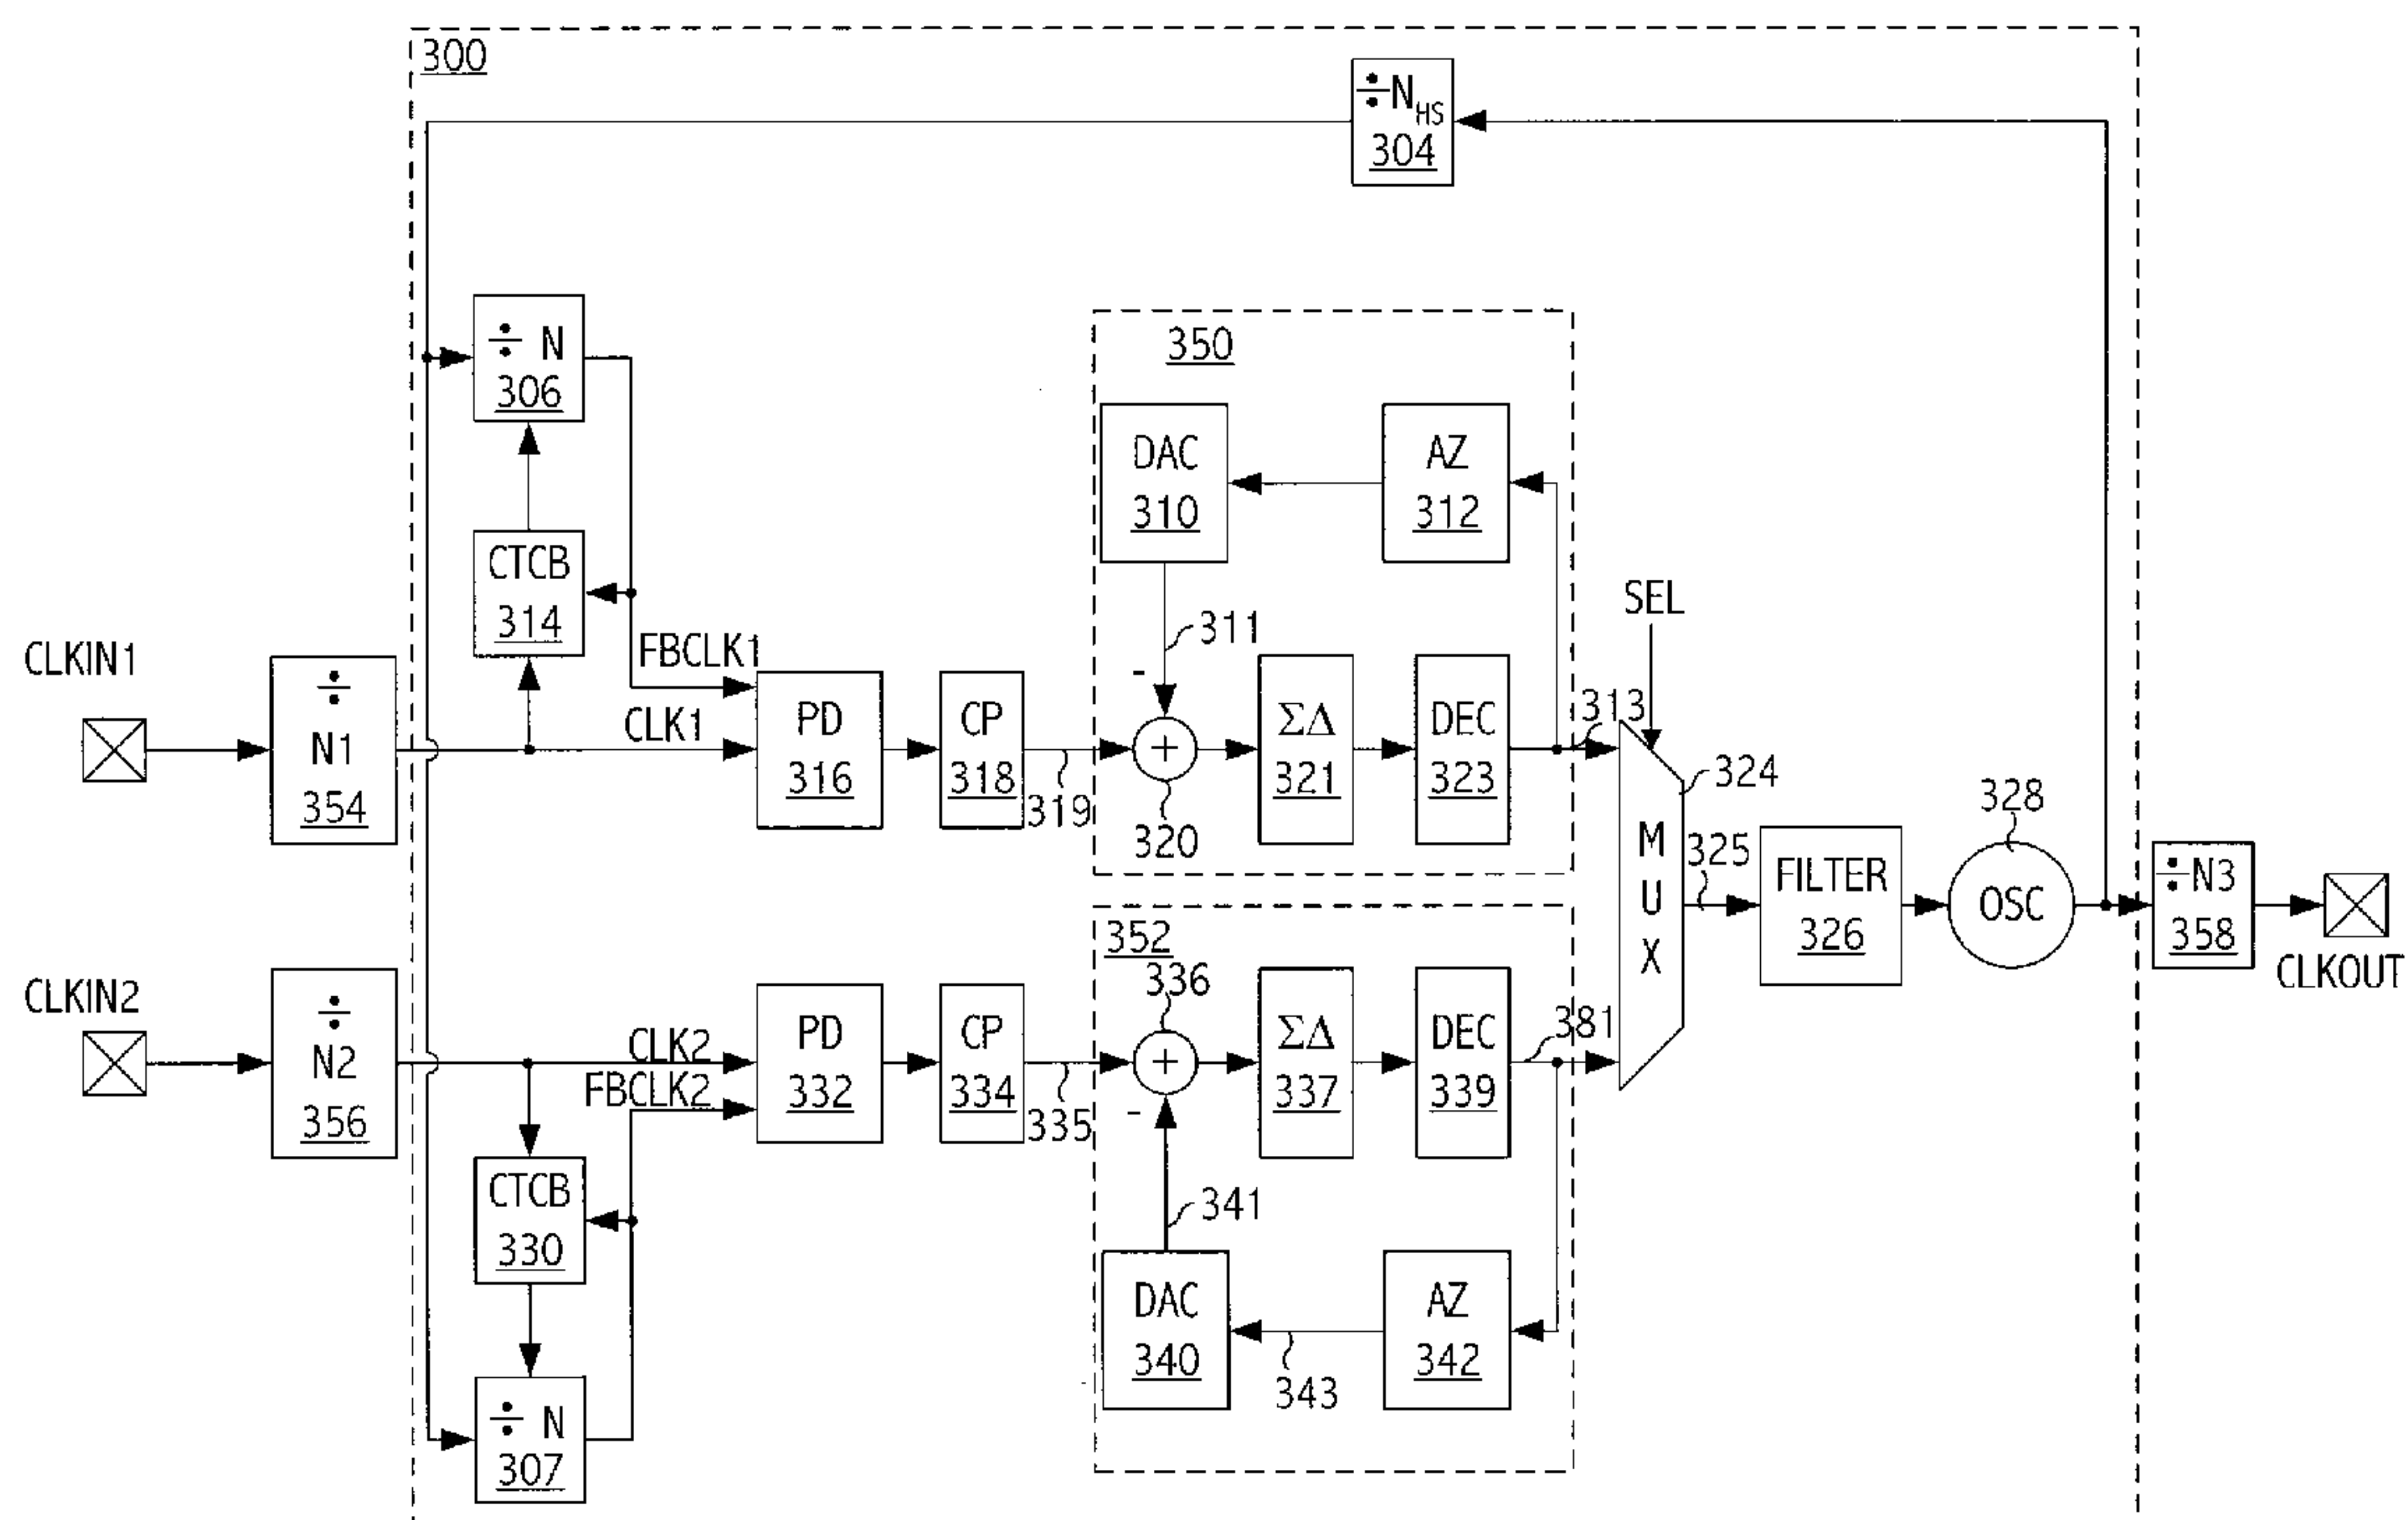 300
÷N HS
304
÷ N
306
350
DAC
310
AZ
312
CTCB
314
311
SEL
CLKIN1
÷
N1
354
FBCLK1
CLK1
PD
316
CP
318
319
-
+
320
ΣΔ
321
DEC
323
313
324
MUX
325
FILTER
326
328
OSC
÷N3
358
CLKOUT
CLKIN2
÷
N2
356
CLK2
FBCLK2
PD
332
CP
334
335
352
336
+
-
ΣΔ
337
DEC
339
381
CTCB
330
341
DAC
340
343
AZ
342
÷ N
307